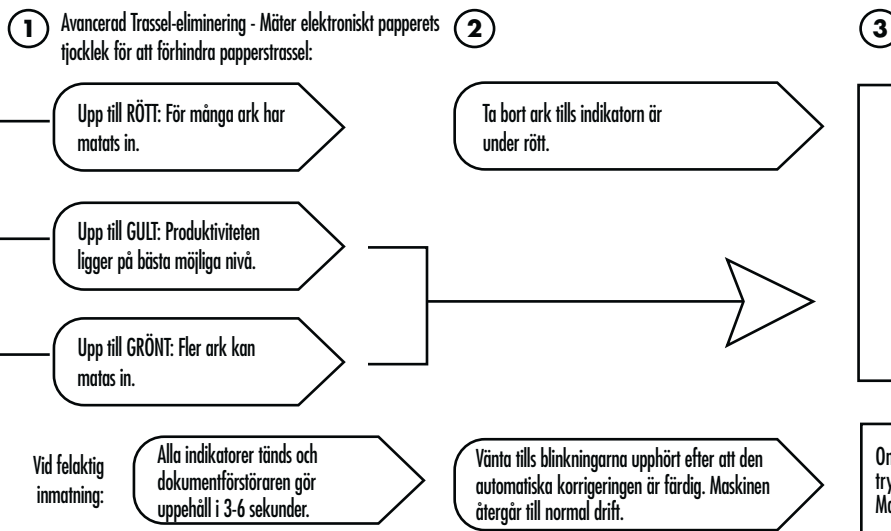 1
Avancerad Trassel-eliminering - Mäter elektroniskt papperets
tjocklek för att förhindra papperstrassel:
2
3
Upp till RÖTT: För många ark har
matats in.
Ta bort ark tills indikatorn är
under rött.
Upp till GULT: Produktiviteten
ligger på bästa möjliga nivå.
Upp till GRÖNT: Fler ark kan
matas in.
Vid felaktig
inmatning:
Alla indikatorer tänds och
dokumentförstöraren gör
uppehåll i 3-6 sekunder.
Vänta tills blinkningarna upphört efter att den
automatiska korrigeringen är färdig. Maskinen
återgår till normal drift.